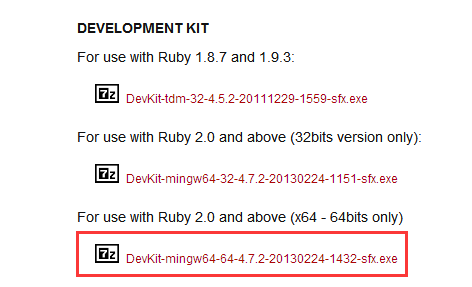 DEVELOPMENT KIT
For use with Ruby 1.8.7 and 1.9.3:
7z DevKit-tdm-32-4.5.2-20111229-1559-sfx.exe
For use with Ruby 2.0 and above (32bits version only):
7z DevKit-mingw64-32-4.7.2-20130224-1151-sfx.exe
For use with Ruby 2.0 and above (x64 - 64bits only)
7z DevKit-mingw64-64-4.7.2-20130224-1432-sfx.exe